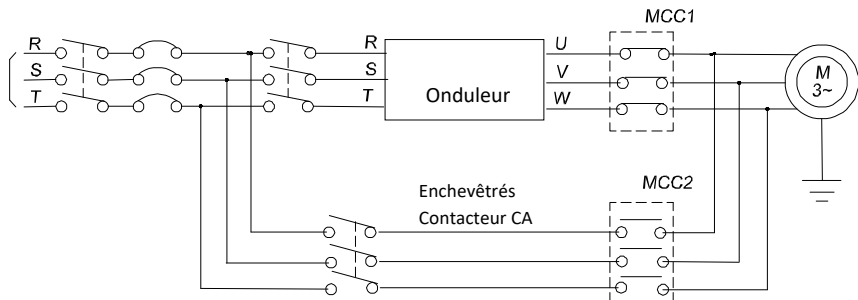 MCC1
R
R
U
S
S
V
T
T
W
Onduleur
M
3~
Enchevêtrés
Contacteur CA
MCC2